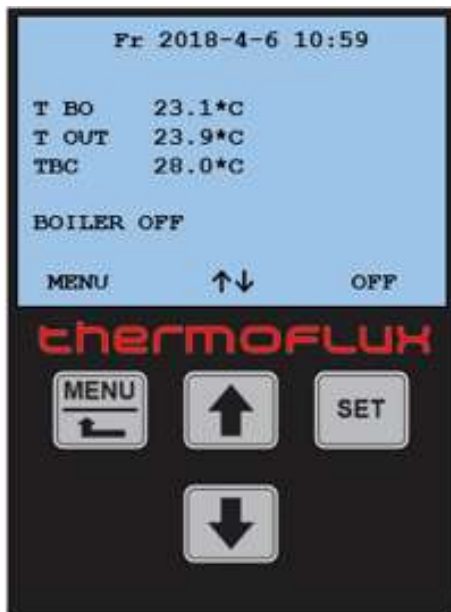 Fr 2018-4-6 10:59
T BO 23.1*C
T OUT 23.9*C
TBC 28.0*C
BOILER OFF
MENU ↑↓ OFF
thermoflux
MENU
SET